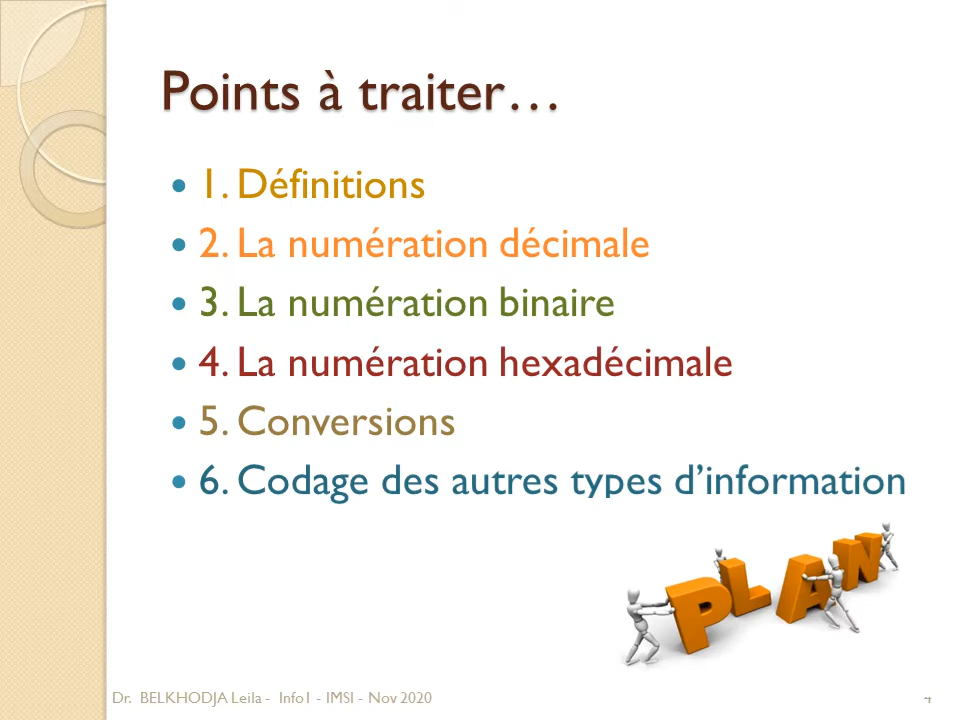 Points à traiter…
• 1. Définitions
• 2. La numération décimale
• 3. La numération binaire
• 4. La numération hexadécimale
• 5. Conversions
• 6. Codage des autres types d’information
PLAN
Dr. BELKHODJA Leila - Info1 - IMSI - Nov 2020
4